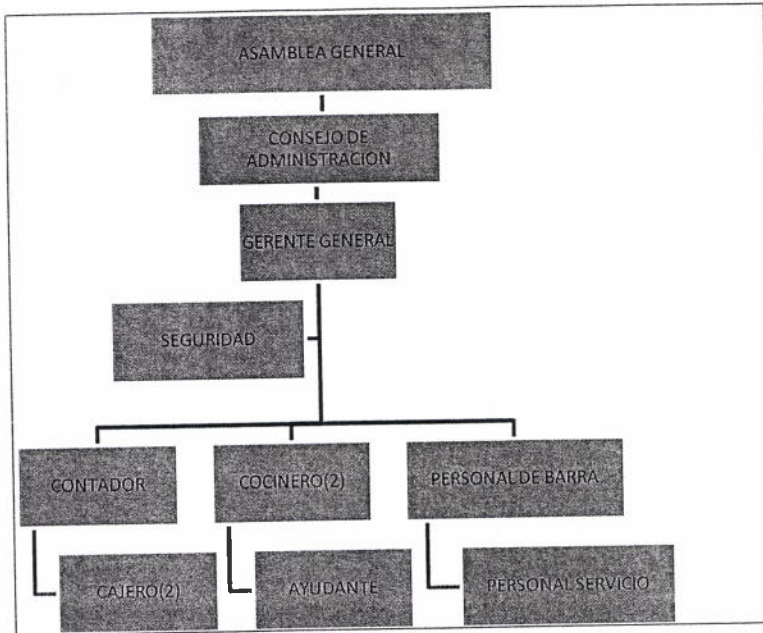 ASAMBLEA GENERAL
CONSEJO DE
ADMINISTRACION
GERENTE GENERAL
SEGURIDAD
CONTADOR
COCINERO(2)
PERSONAL DE BARRA
CAJERO(2)
AYUDANTE
PERSONAL SERVICIO